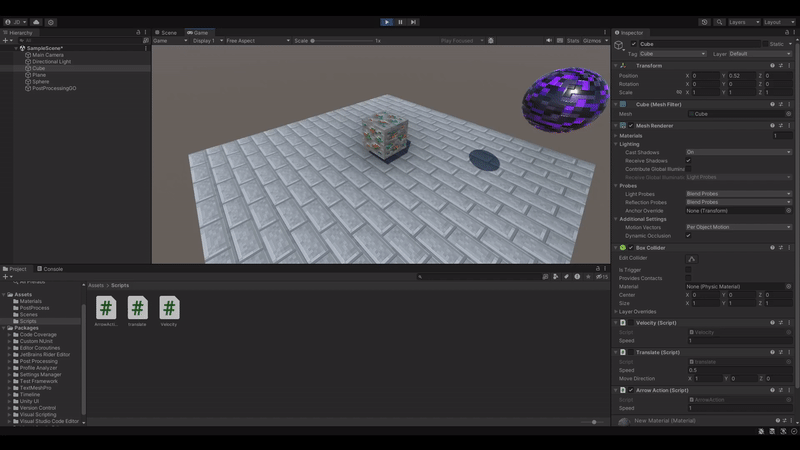 JD
Layers
Layout
Hierarchy
Scene
Game
Inspector
All
SampleScene*
Main Camera
Directional Light
Cube
Plane
Sphere
PostProcessingGO
Game
Display 1
Free Aspect
Scale
1x
Play Focused
Stats
Gizmos
Cube
Static
Tag Cube
Layer Default
Transform
Position X 0 Y 0.52 Z 0
Rotation X 0 Y 0 Z 0
Scale X 1 Y 1 Z 1
Cube (Mesh Filter)
Mesh Cube
Mesh Renderer
Materials 1
Lighting
Cast Shadows On
Receive Shadows
Contribute Global Illumin
Receive Global Illuminati Light Probes
Probes
Light Probes Blend Probes
Reflection Probes Blend Probes
Anchor Override None (Transform)
Additional Settings
Motion Vectors Per Object Motion
Dynamic Occlusion
Box Collider
Edit Collider
Is Trigger
Provides Contacts
Material None (Physic Material)
Center X 0 Y 0 Z 0
Size X 1 Y 1 Z 1
Layer Overrides
Velocity (Script)
Script Velocity
Speed 1
Translate (Script)
Script translate
Speed 0.5
Move Direction X 1 Y 0 Z 0
Arrow Action (Script)
Script ArrowAction
Speed 1
New Material (Material)
Project
Console
15
All Prefabs
Assets
Materials
PostProcess
Scenes
Scripts
Packages
Code Coverage
Custom NUnit
Editor Coroutines
JetBrains Rider Editor
Post Processing
Profile Analyzer
Settings Manager
Test Framework
TextMeshPro
Timeline
Unity UI
Version Control
Visual Scripting
Visual Studio Code Editor
Assets > Scripts
ArrowActi...
translate
Velocity